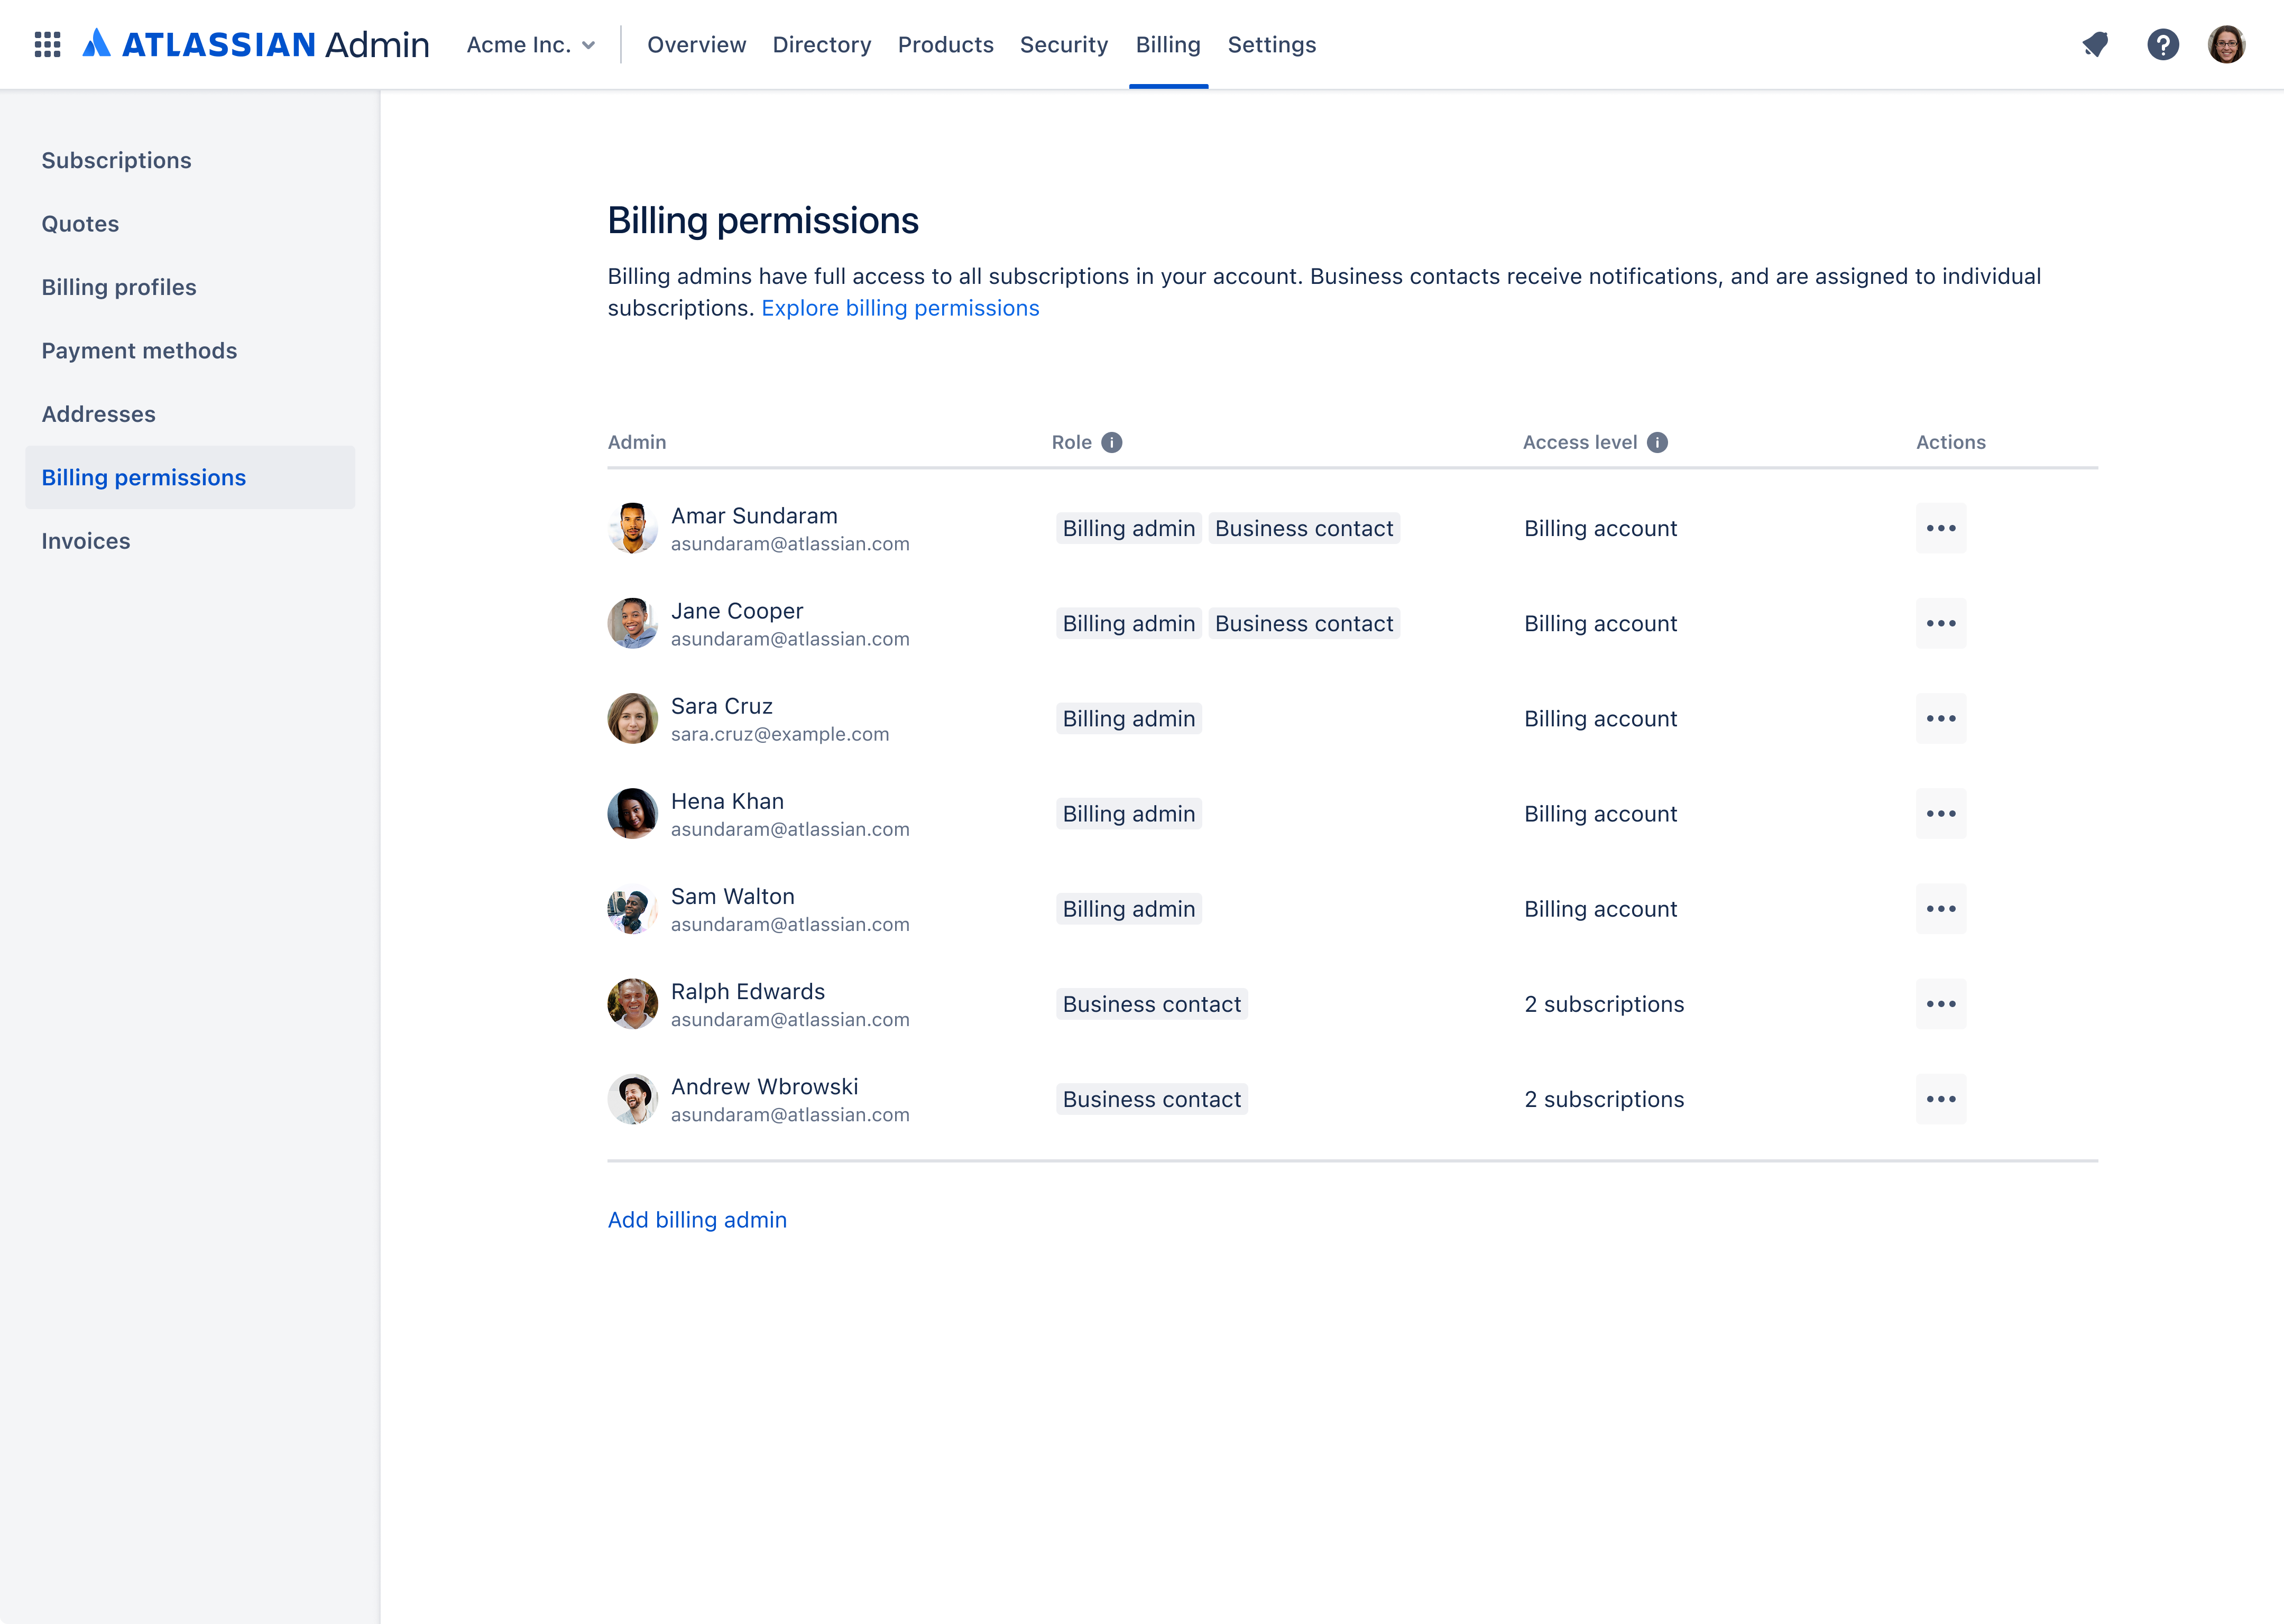 ATLASSIAN Admin
Acme Inc.
Overview
Directory
Products
Security
Billing
Settings
Subscriptions
Quotes
Billing profiles
Payment methods
Addresses
Billing permissions
Invoices
Billing permissions
Billing admins have full access to all subscriptions in your account. Business contacts receive notifications, and are assigned to individual
subscriptions. Explore billing permissions
Admin
Role
Access level
Actions
Amar Sundaram
asundaram@atlassian.com
Billing admin
Business contact
Billing account
Jane Cooper
asundaram@atlassian.com
Billing admin
Business contact
Billing account
Sara Cruz
sara.cruz@example.com
Billing admin
Billing account
Hena Khan
asundaram@atlassian.com
Billing admin
Billing account
Sam Walton
asundaram@atlassian.com
Billing admin
Billing account
Ralph Edwards
asundaram@atlassian.com
Business contact
2 subscriptions
Andrew Wbrowski
asundaram@atlassian.com
Business contact
2 subscriptions
Add billing admin